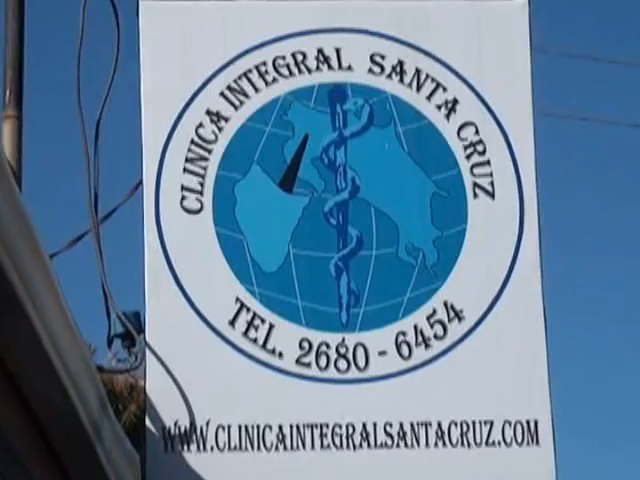 CLINICA INTEGRAL SANTA CRUZ
TEL. 2680 - 6454
WWW.CLINICAINTEGRALSANTACRUZ.COM